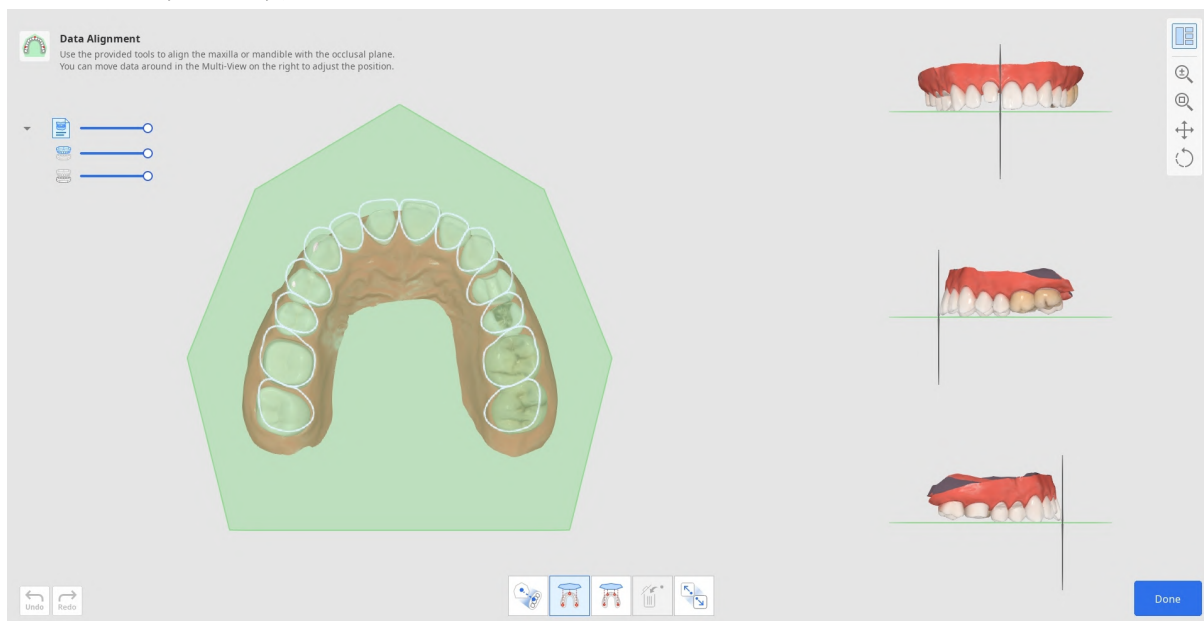 Data Alignment
Use the provided tools to align the maxilla or mandible with the occlusal plane.
You can move data around in the Multi-View on the right to adjust the position.
Undo
Redo
Done